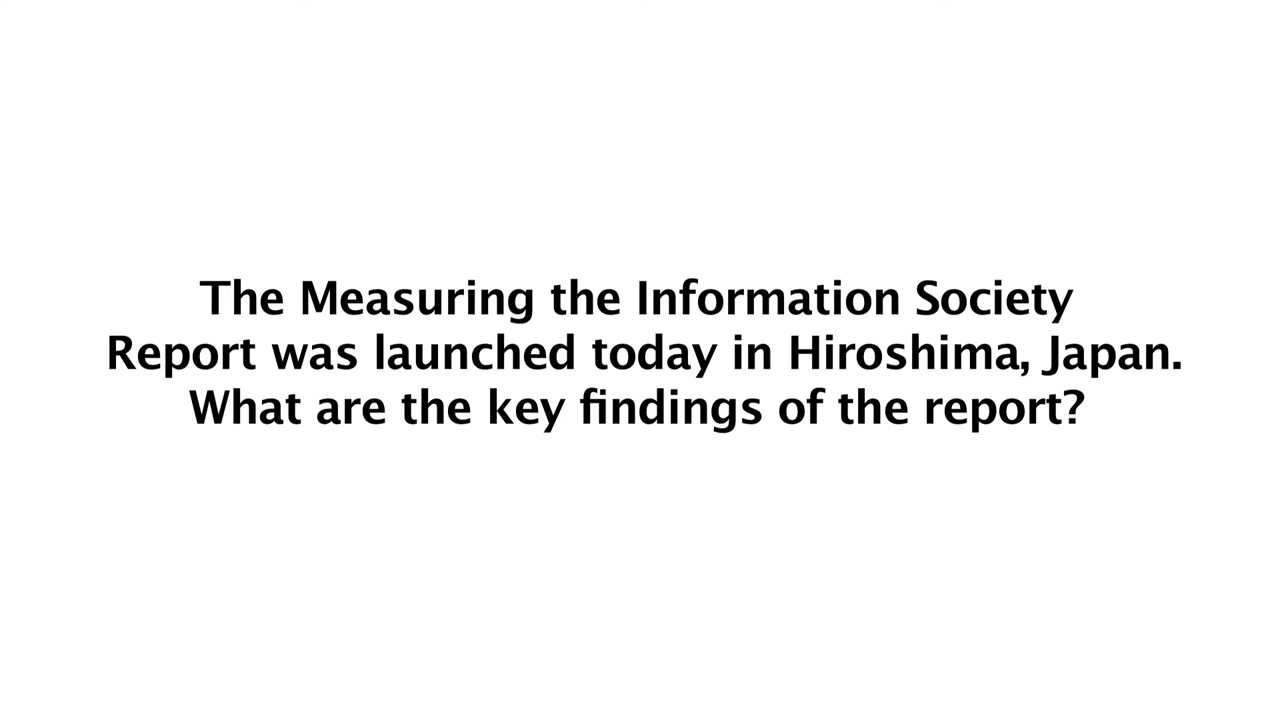 The Measuring the Information Society
Report was launched today in Hiroshima, Japan.
What are the key findings of the report?